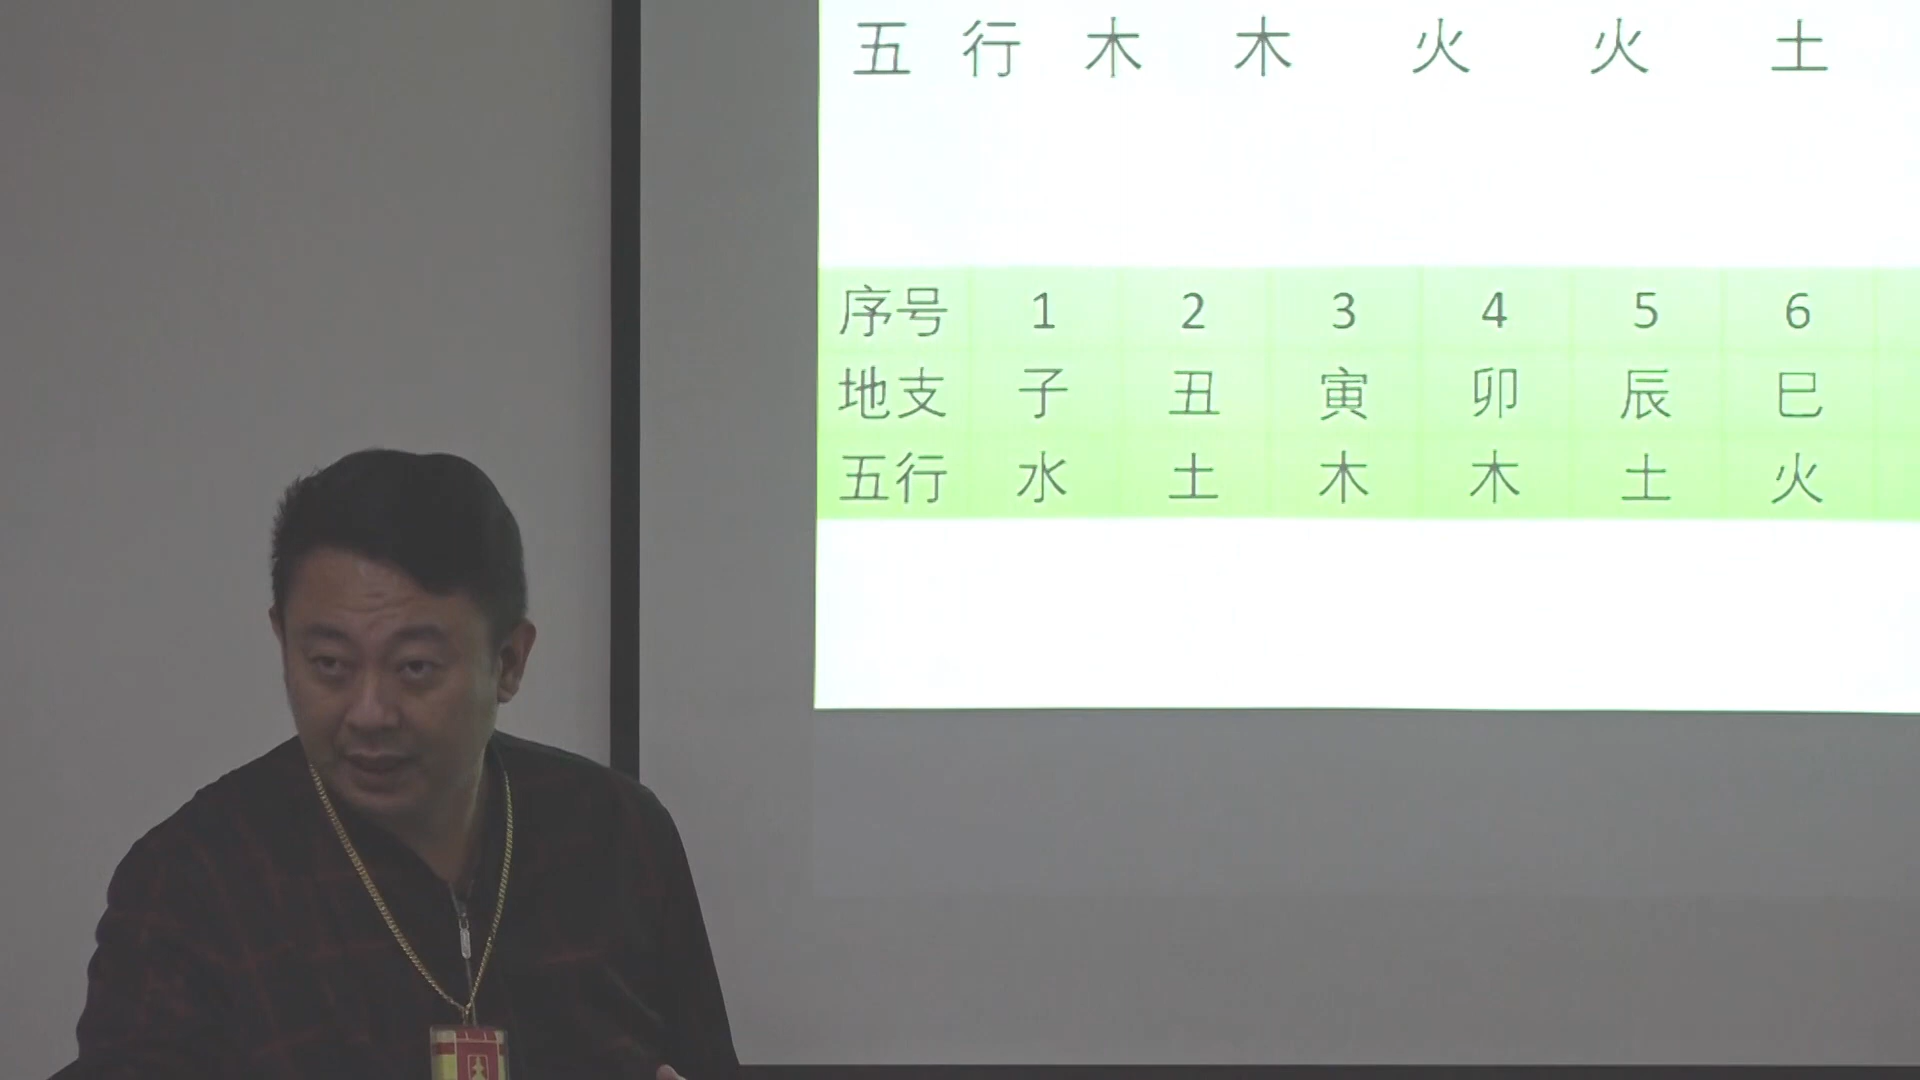 五 行 木 木 火 火 土
序号 1 2 3 4 5 6
地支 子 丑 寅 卯 辰 巳
五行 水 土 木 木 土 火